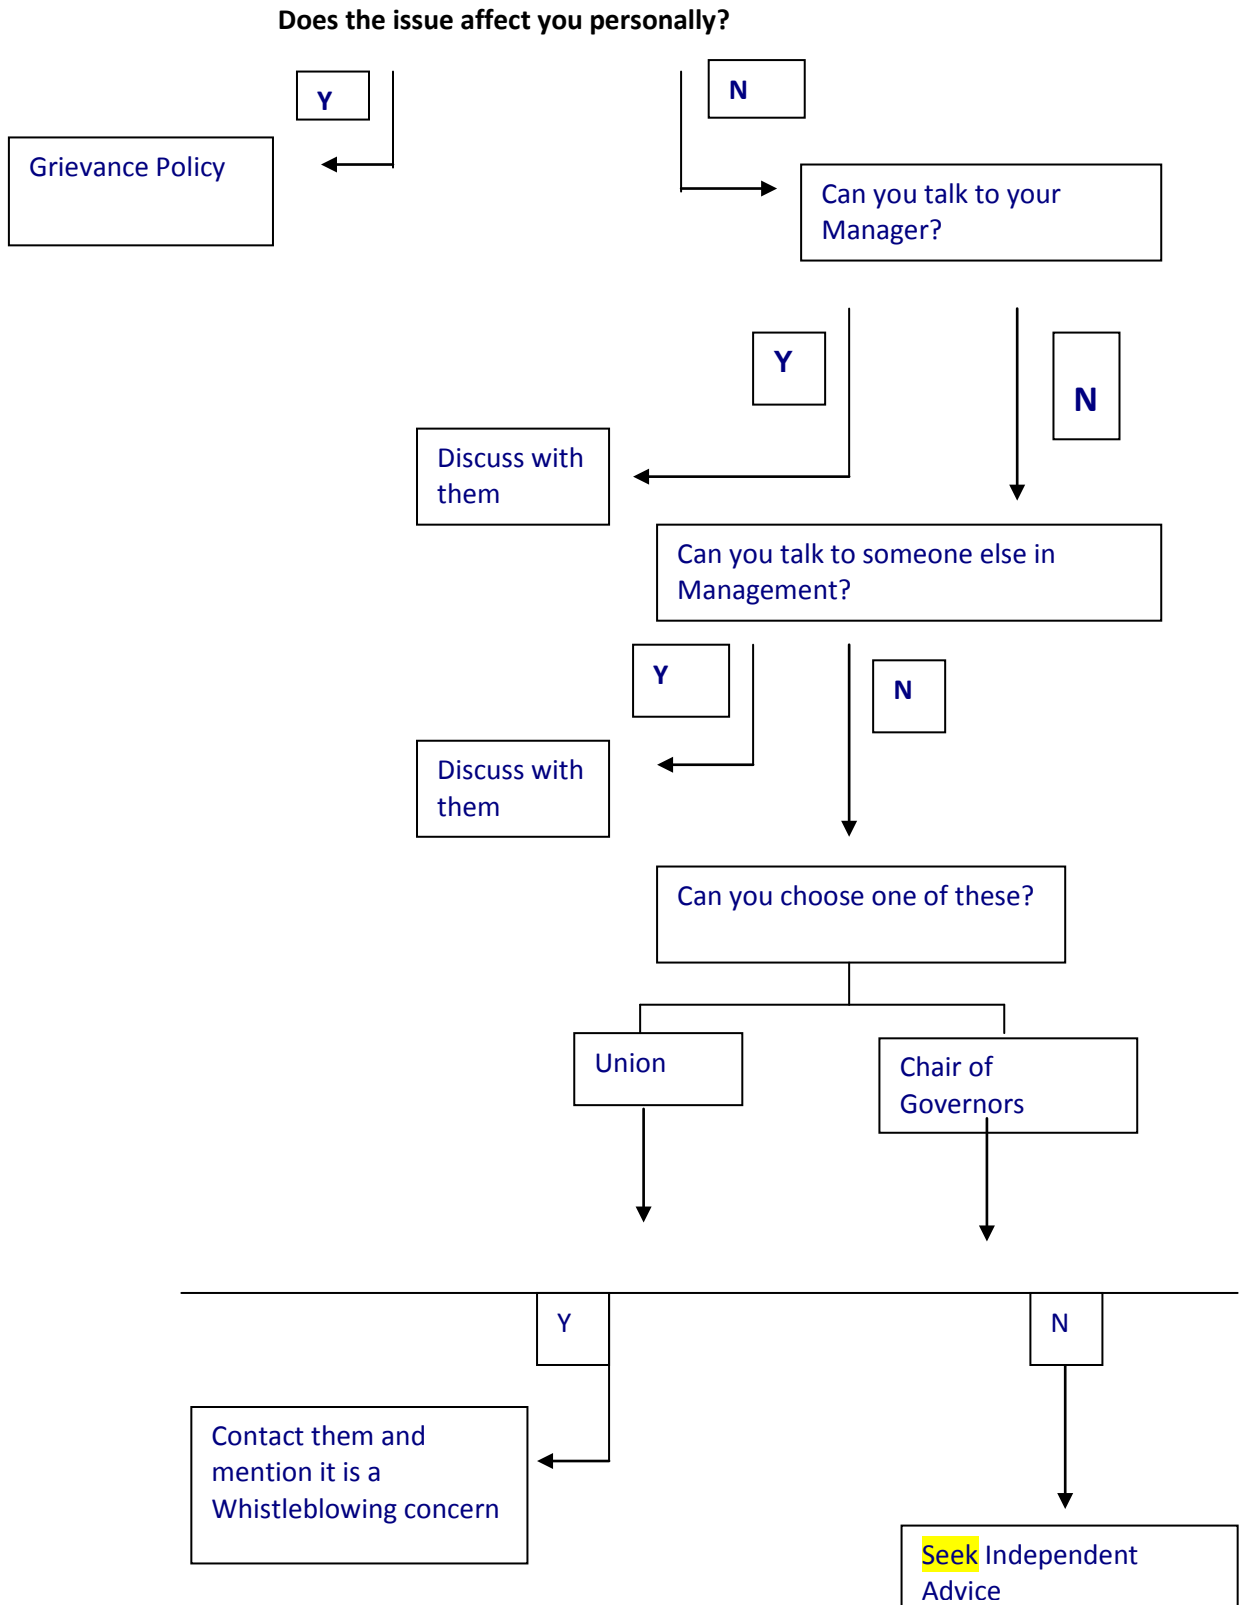 Does the issue affect you personally?
Y
N
Grievance Policy
Can you talk to your
Manager?
Y
N
Discuss with
them
Can you talk to someone else in
Management?
Y
N
Discuss with
them
Can you choose one of these?
Union
Chair of
Governors
Y
N
Contact them and
mention it is a
Whistleblowing concern
Seek Independent
Advice